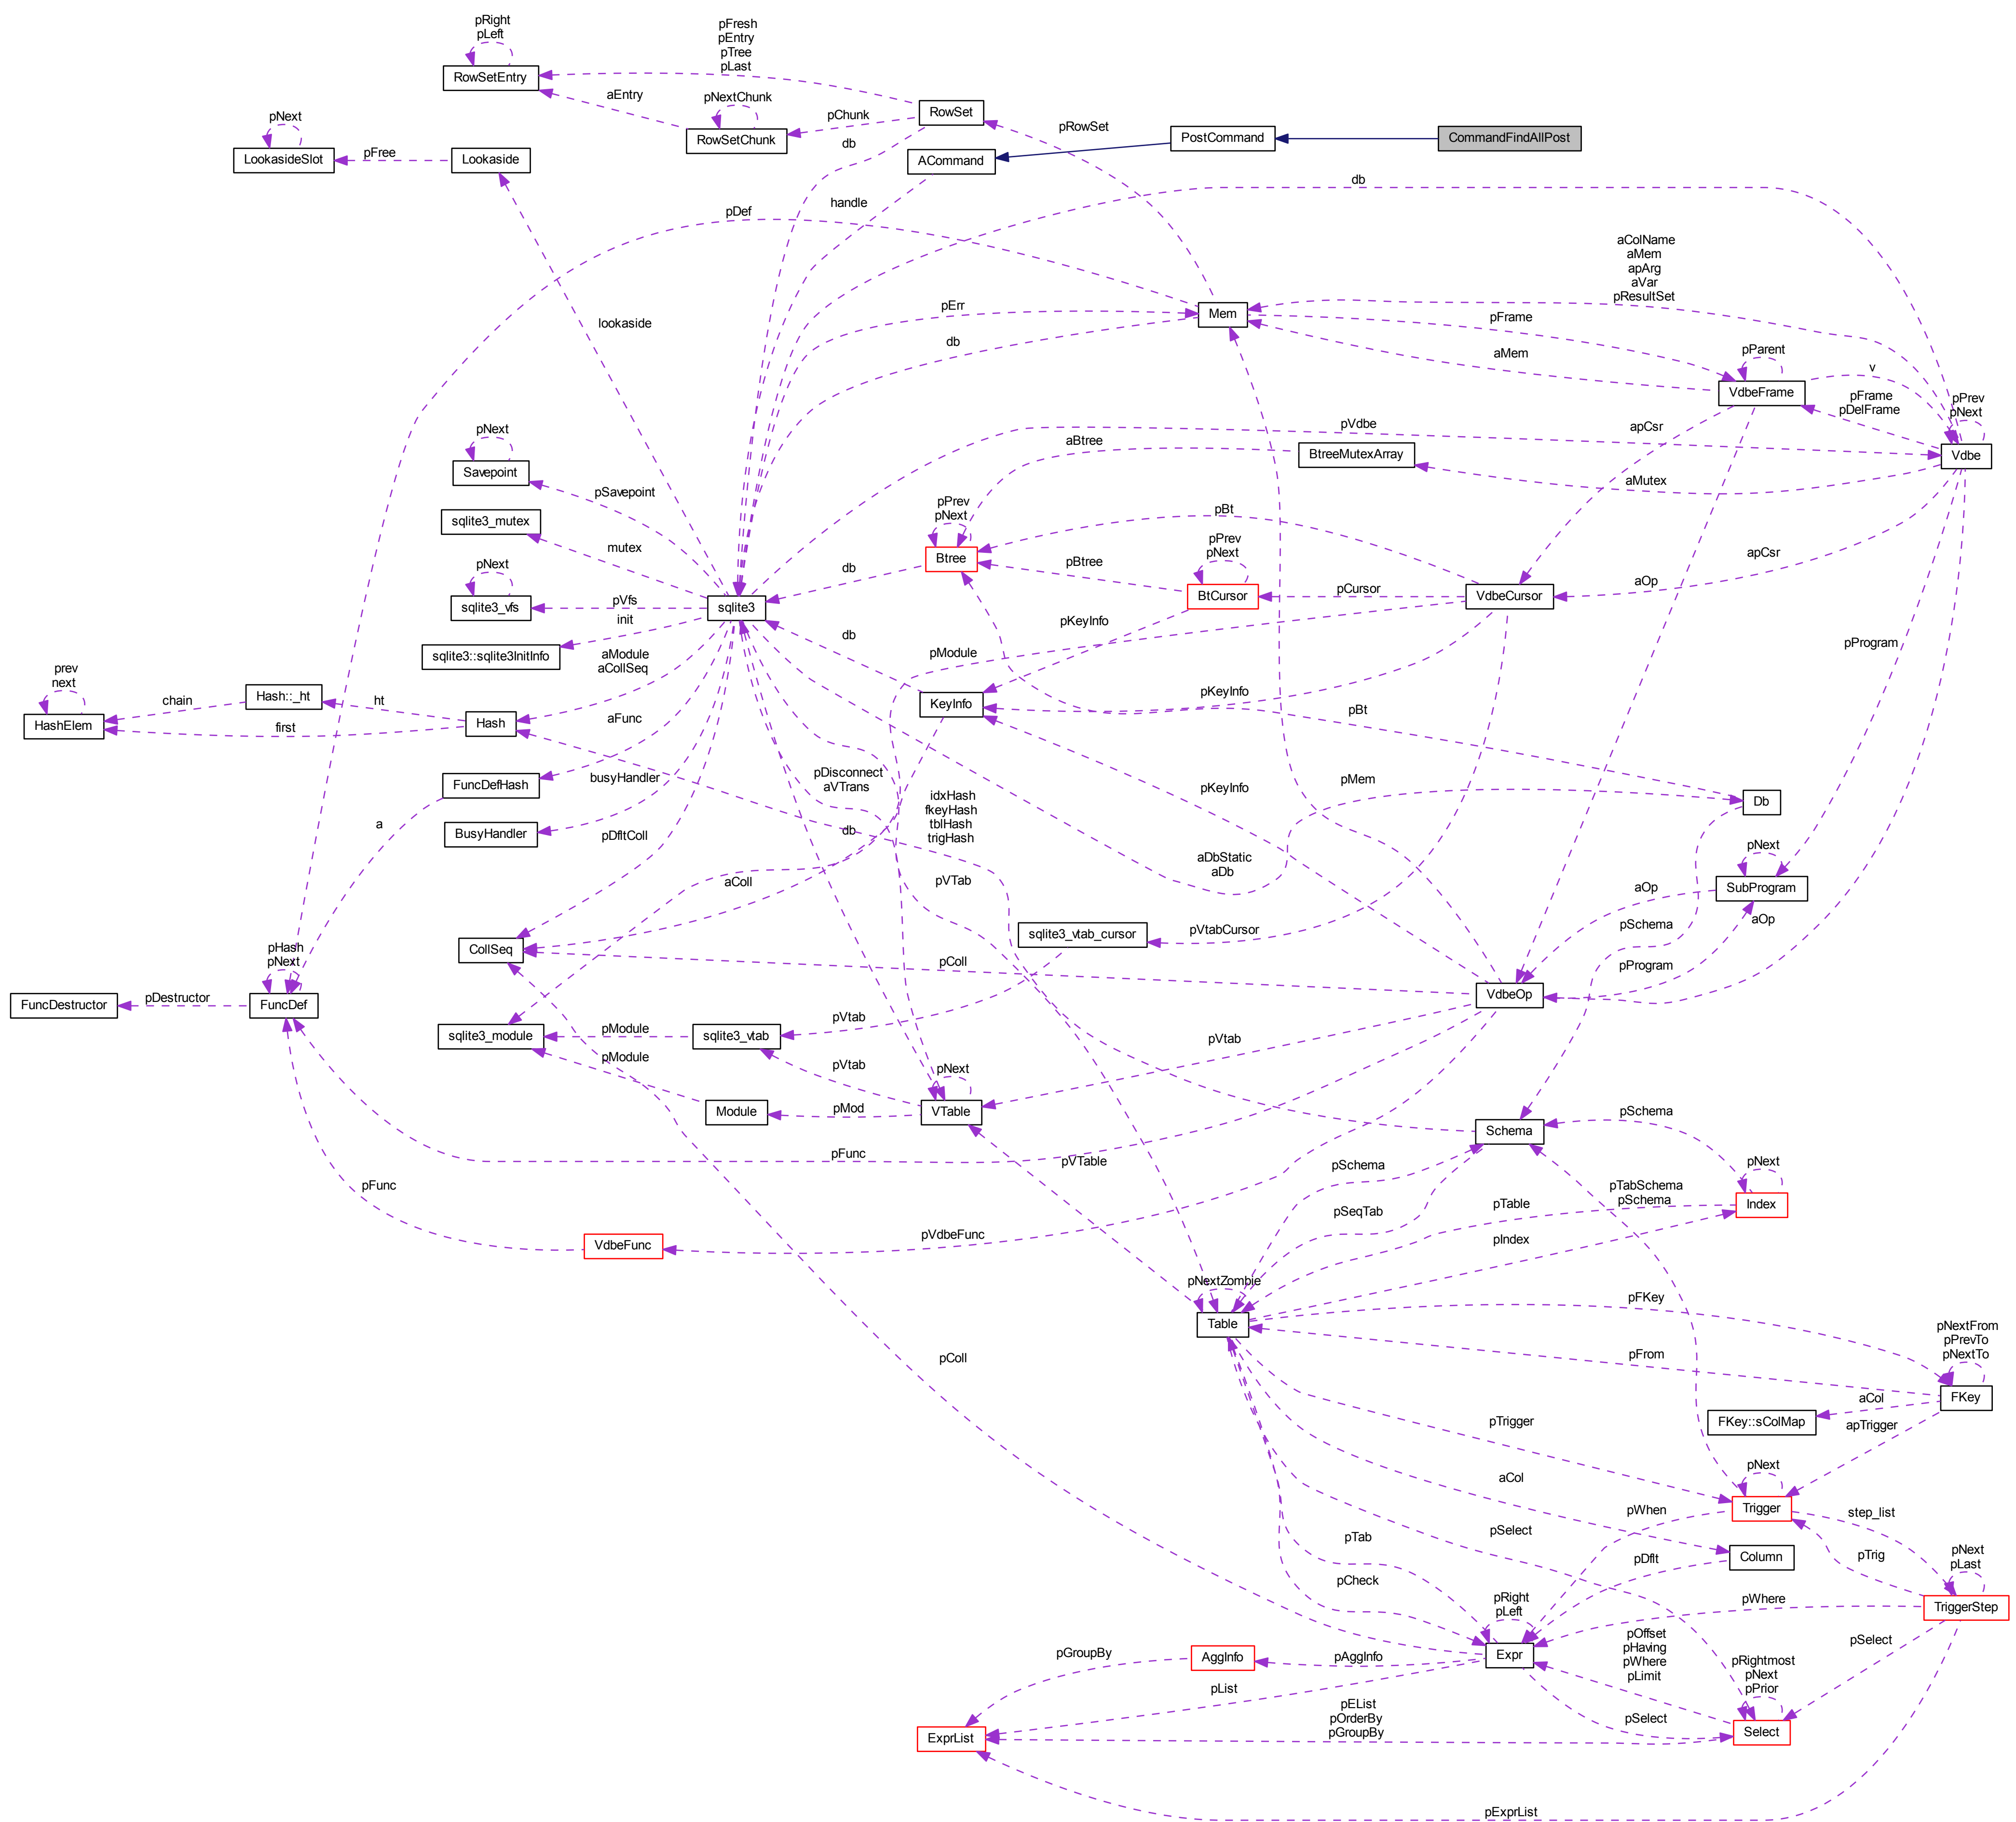 pRight
pLeft
RowSetEntry
pFresh
pEntry
pTree
pLast
aEntry
pNextChunk
RowSetChunk
pChunk
RowSet
pRowSet
PostCommand
CommandFindAllPost
pNext
LookasideSlot
pFree
Lookaside
ACommand
db
handle
db
pDef
lookaside
pErr
db
Mem
aColName
aMem
apArg
aVar
pResultSet
pFrame
aMem
pParent
VdbeFrame
v
pFrame
pDelFrame
pPrev
pNext
Vdbe
pNext
Savepoint
pSavepoint
pVdbe
aBtree
BtreeMutexArray
apCsr
aMutex
sqlite3_mutex
mutex
pPrev
pNext
Btree
pBt
pBtree
pPrev
pNext
BtCursor
pCursor
VdbeCursor
apCsr
aOp
pNext
sqlite3_vfs
pVfs
init
sqlite3
db
sqlite3::sqlite3InitInfo
aModule
aCollSeq
db
pModule
pKeyInfo
pProgram
prev
next
HashElem
chain
Hash::_ht
ht
first
Hash
KeyInfo
pKeyInfo
pBt
aFunc
FuncDefHash
busyHandler
pDisconnect
aVTrans
idxHash
fkeyHash
tblHash
trigHash
pKeyInfo
pMem
Db
a
BusyHandler
pDfltColl
db
aColl
pVTab
aDbStatic
aDb
pNext
SubProgram
aOp
aOp
pSchema
pHash
pNext
FuncDef
FuncDestructor
pDestructor
CollSeq
sqlite3_vtab_cursor
pVtabCursor
pColl
VdbeOp
pProgram
sqlite3_module
pModule
sqlite3_vtab
pVtab
pVtab
pModule
Module
pMod
pVtab
pNext
VTable
pVTable
pFunc
pFunc
VdbeFunc
pVdbeFunc
Schema
pSchema
pSchema
pSeqTab
pTable
pTabSchema
pSchema
pNext
Index
pIndex
pNextZombie
Table
pFKey
pFrom
pNextFrom
pPrevTo
pNextTo
FKey
aCol
FKey::sColMap
apTrigger
pColl
pTrigger
aCol
pNext
Trigger
step_list
pWhen
pTrig
pNext
pLast
TriggerStep
Column
pDflt
pSelect
pTab
pCheck
pRight
pLeft
Expr
pWhere
pSelect
pGroupBy
AggInfo
pAggInfo
pList
pOffset
pHaving
pWhere
pLimit
pRightmost
pNext
pPrior
Select
pSelect
ExprList
pEList
pOrderBy
pGroupBy
pExprList